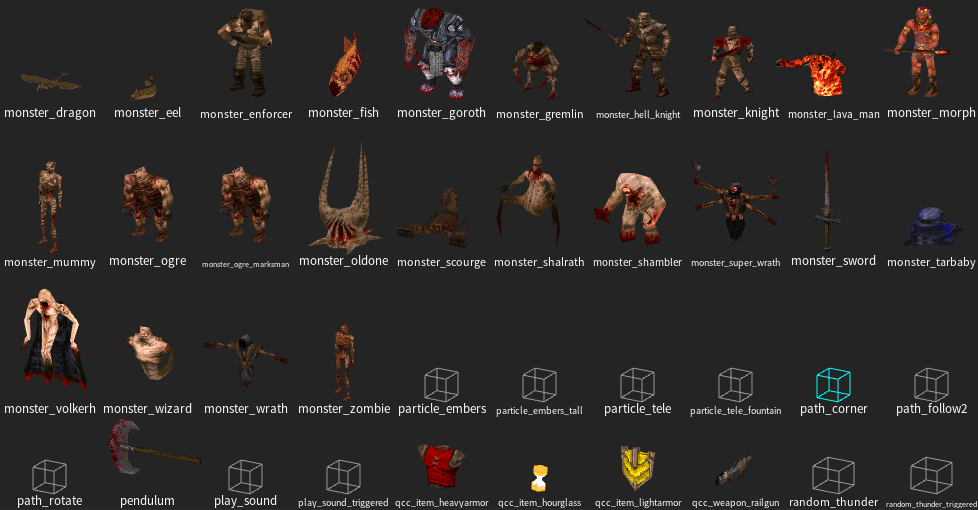 monster_dragon monster_eel monster_enforcer monster_fish monster_goroth monster_gremlin monster_hell_knight monster_knight monster_lava_man monster_morph
monster_mummy monster_ogre monster_ogre_marksman monster_oldone monster_scourge monster_shalrath monster_shambler monster_super_wrath monster_sword monster_tarbaby
monster_volkerh monster_wizard monster_wrath monster_zombie particle_embers particle_embers_tall particle_tele particle_tele_fountain path_corner path_follow2
path_rotate pendulum play_sound play_sound_triggered qcc_item_heavyarmor qcc_item_hourglass qcc_item_lightarmor qcc_weapon_railgun random_thunder random_thunder_triggered